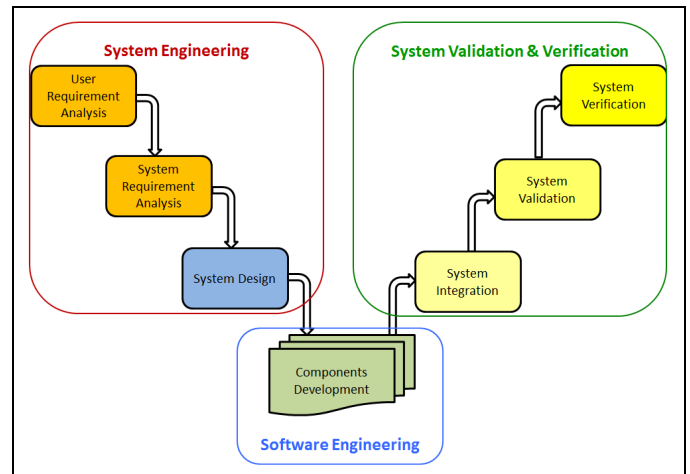 System Engineering
User
Requirement
Analysis
System
Requirement
Analysis
System Design
Components
Development
Software Engineering
System Validation & Verification
System
Integration
System
Validation
System
Verification